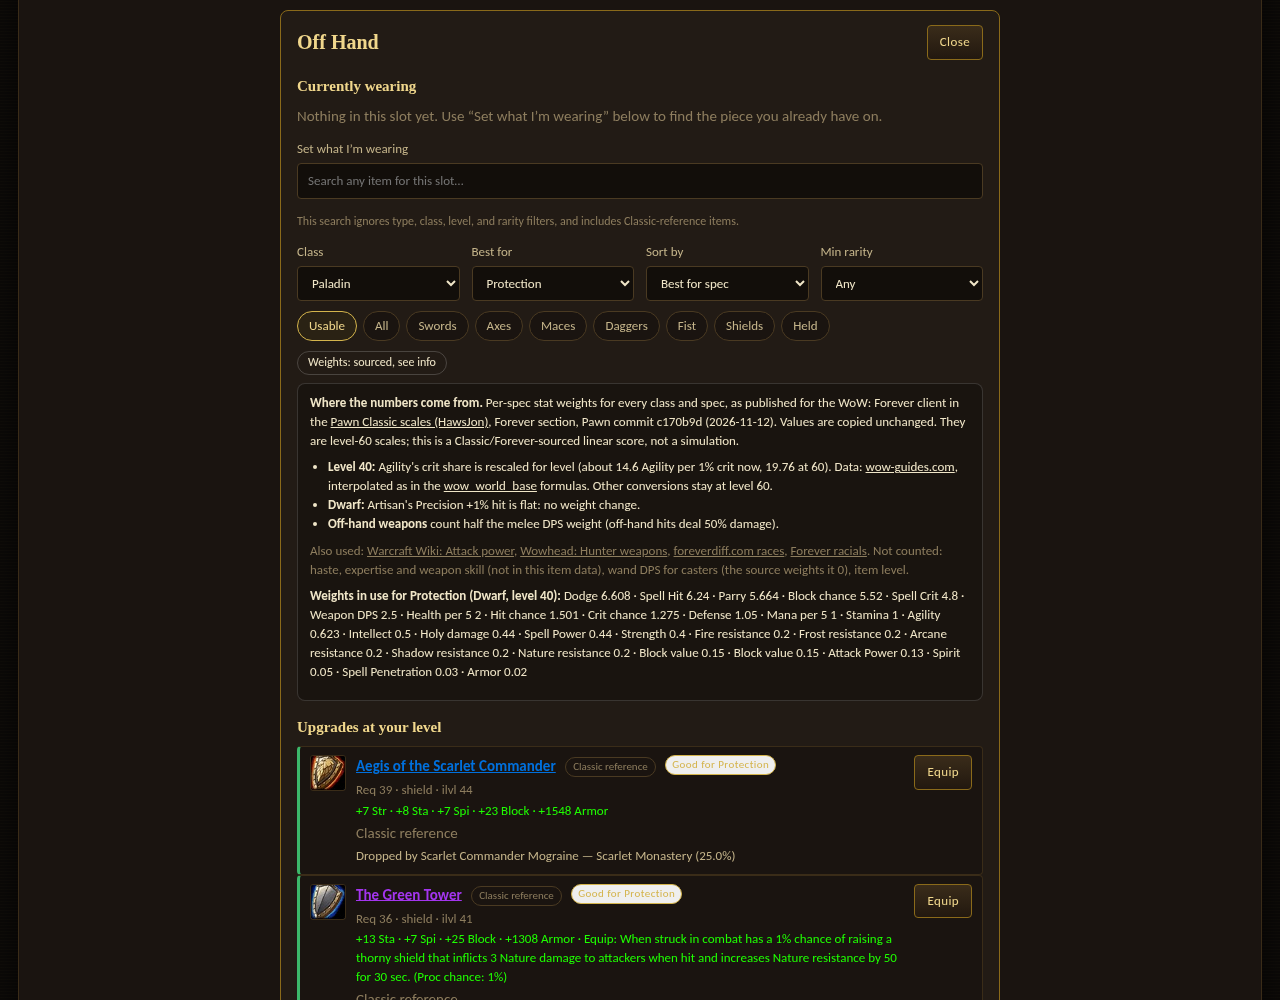 Off Hand
Close
Currently wearing
Nothing in this slot yet. Use “Set what I’m wearing” below to find the piece you already have on.
Set what I’m wearing
Search any item for this slot...
This search ignores type, class, level, and rarity filters, and includes Classic-reference items.
Class
Best for
Sort by
Min rarity
Paladin
Protection
Best for spec
Any
Usable
All
Swords
Axes
Maces
Daggers
Fist
Shields
Held
Weights: sourced, see info
Where the numbers come from. Per-spec stat weights for every class and spec, as published for the WoW: Forever client in
the Pawn Classic scales (HawsJon), Forever section, Pawn commit c170b9d (2026-11-12). Values are copied unchanged. They
are level-60 scales; this is a Classic/Forever-sourced linear score, not a simulation.
• Level 40: Agility's crit share is rescaled for level (about 14.6 Agility per 1% crit now, 19.76 at 60). Data: wow-guides.com,
interpolated as in the wow_world_base formulas. Other conversions stay at level 60.
• Dwarf: Artisan's Precision +1% hit is flat: no weight change.
• Off-hand weapons count half the melee DPS weight (off-hand hits deal 50% damage).
Also used: Warcraft Wiki: Attack power, Wowhead: Hunter weapons, foreverdiff.com races, Forever racials. Not counted:
haste, expertise and weapon skill (not in this item data), wand DPS for casters (the source weights it 0), item level.
Weights in use for Protection (Dwarf, level 40): Dodge 6.608 · Spell Hit 6.24 · Parry 5.664 · Block chance 5.52 · Spell Crit 4.8 ·
Weapon DPS 2.5 · Health per 5 2 · Hit chance 1.501 · Crit chance 1.275 · Defense 1.05 · Mana per 5 1 · Stamina 1 · Agility
0.623 · Intellect 0.5 · Holy damage 0.44 · Spell Power 0.44 · Strength 0.4 · Fire resistance 0.2 · Frost resistance 0.2 · Arcane
resistance 0.2 · Shadow resistance 0.2 · Nature resistance 0.2 · Block value 0.15 · Block value 0.15 · Attack Power 0.13 · Spirit
0.05 · Spell Penetration 0.03 · Armor 0.02
Upgrades at your level
Aegis of the Scarlet Commander
Classic reference
Good for Protection
Equip
Req 39 · shield · ilvl 44
+7 Str · +8 Sta · +7 Spi · +23 Block · +1548 Armor
Classic reference
Dropped by Scarlet Commander Mograine — Scarlet Monastery (25.0%)
The Green Tower
Classic reference
Good for Protection
Equip
Req 36 · shield · ilvl 41
+13 Sta · +7 Spi · +25 Block · +1308 Armor · Equip: When struck in combat has a 1% chance of raising a
thorny shield that inflicts 3 Nature damage to attackers when hit and increases Nature resistance by 50
for 30 sec. (Proc chance: 1%)
Classic reference